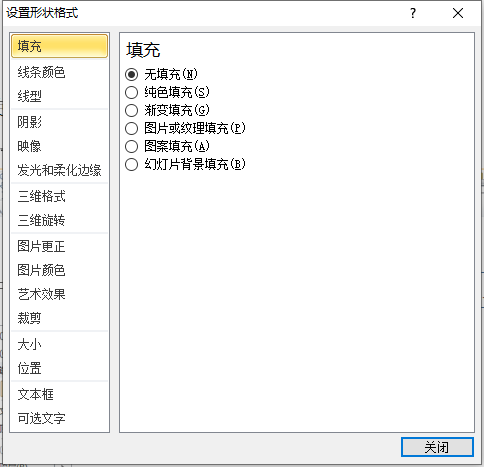 设置形状格式
?
填充
线条颜色
线型
阴影
映像
发光和柔化边缘
三维格式
三维旋转
图片更正
图片颜色
艺术效果
裁剪
大小
位置
文本框
可选文字
填充
无填充(N)
纯色填充(S)
渐变填充(G)
图片或纹理填充(P)
图案填充(A)
幻灯片背景填充(B)
关闭